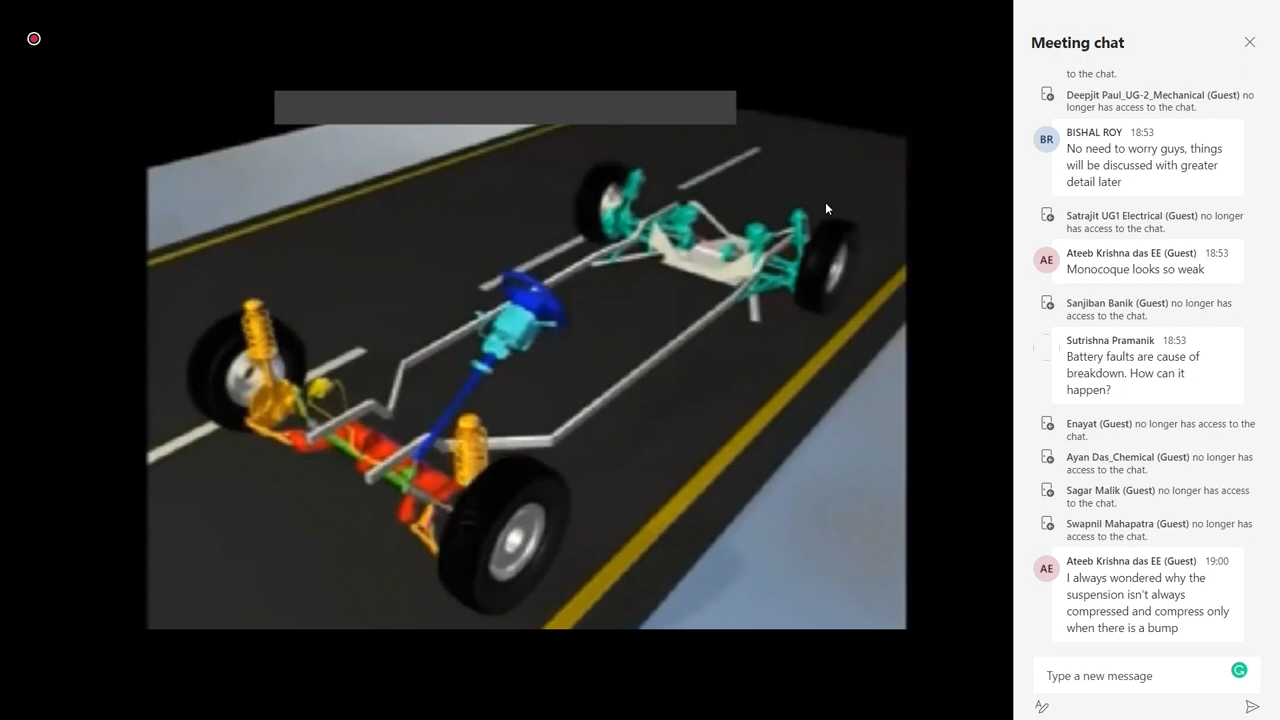 Meeting chat
to the chat.
Deepjit Paul_UG-2_Mechanical (Guest) no
longer has access to the chat.
BR
BISHAL ROY 18:53
No need to worry guys, things
will be discussed with greater
detail later
Satrajit UG1 Electrical (Guest) no longer
has access to the chat.
AE
Ateeb Krishna das EE (Guest) 18:53
Monocoque looks so weak
Sanjiban Banik (Guest) no longer has
access to the chat.
Sutrishna Pramanik 18:53
Battery faults are cause of
breakdown. How can it
happen?
Enayat (Guest) no longer has access to the
chat.
Ayan Das_Chemical (Guest) no longer has
access to the chat.
Sagar Malik (Guest) no longer has access
to the chat.
Swapnil Mahapatra (Guest) no longer has
access to the chat.
AE
Ateeb Krishna das EE (Guest) 19:00
I always wondered why the
suspension isn't always
compressed and compress only
when there is a bump
Type a new message